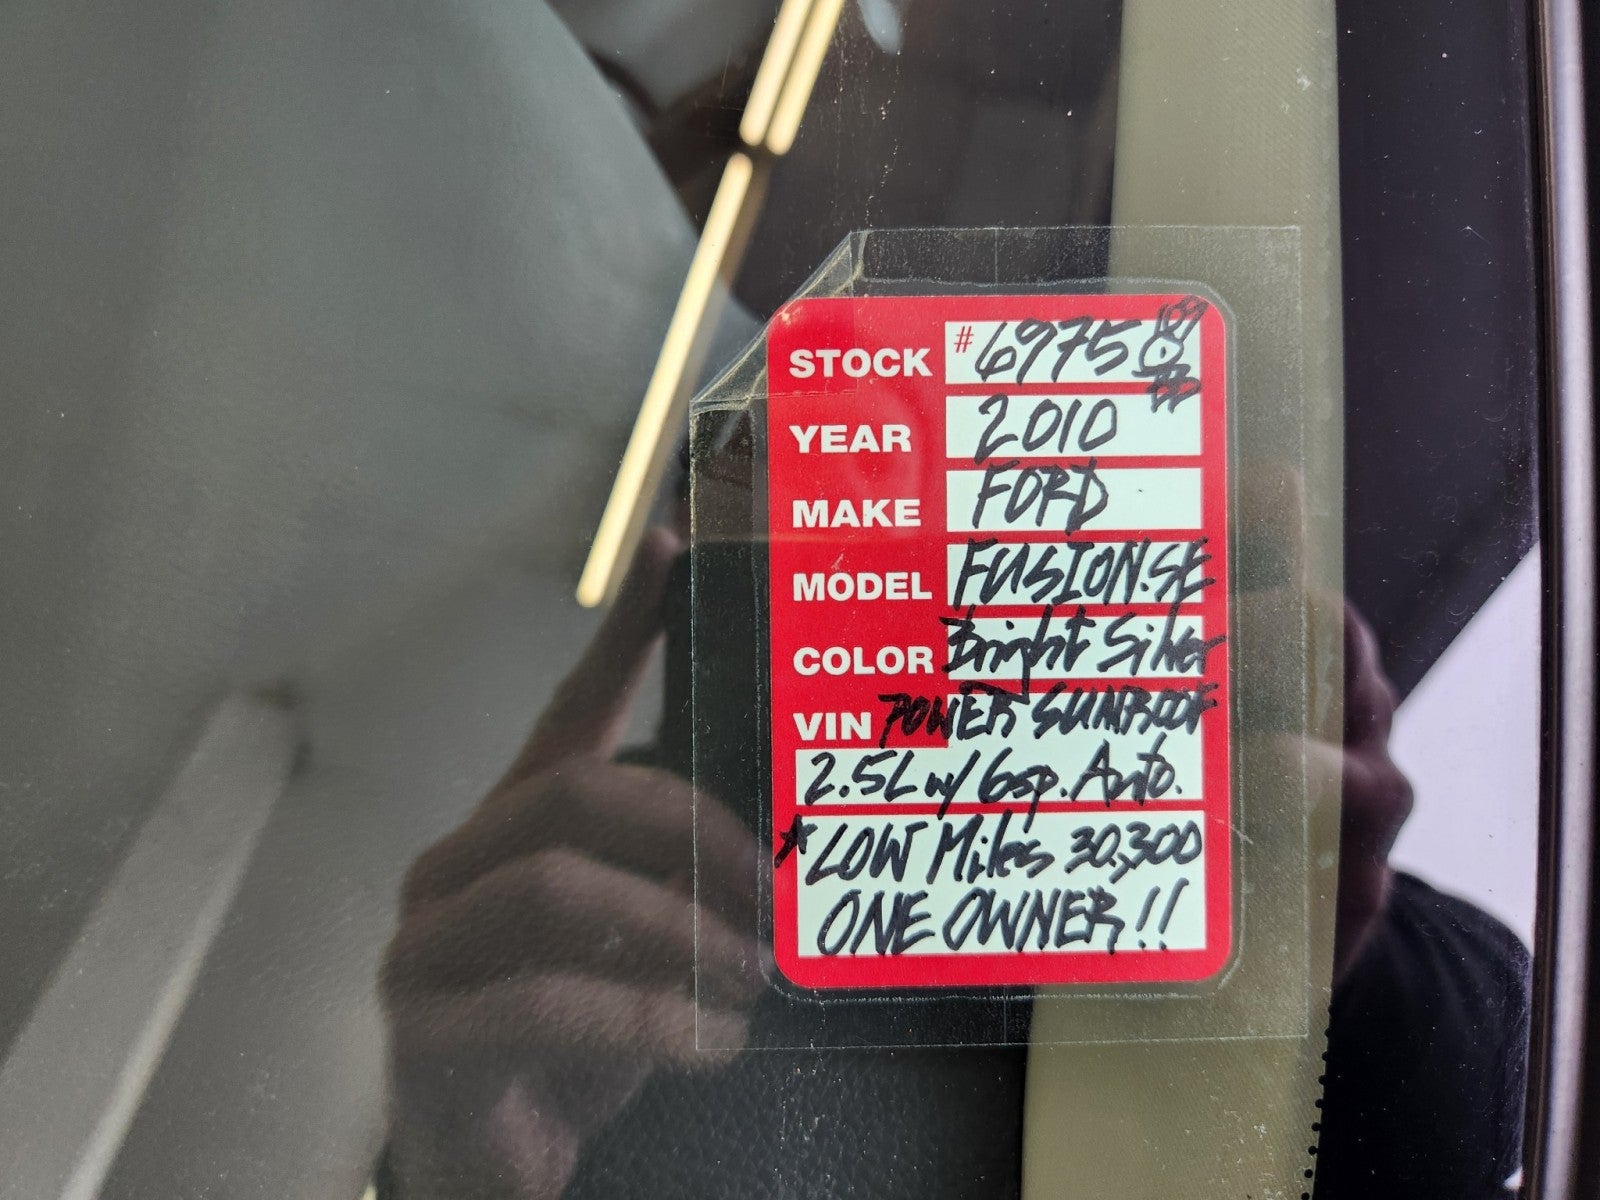 STOCK #6975
YEAR 2010
MAKE FORD
MODEL FUSION.SE
COLOR Bright Silver
VIN POWER SUNROOF
2.5L w/ 6sp. Auto.
*LOW Miles 30,300
ONE OWNER!!